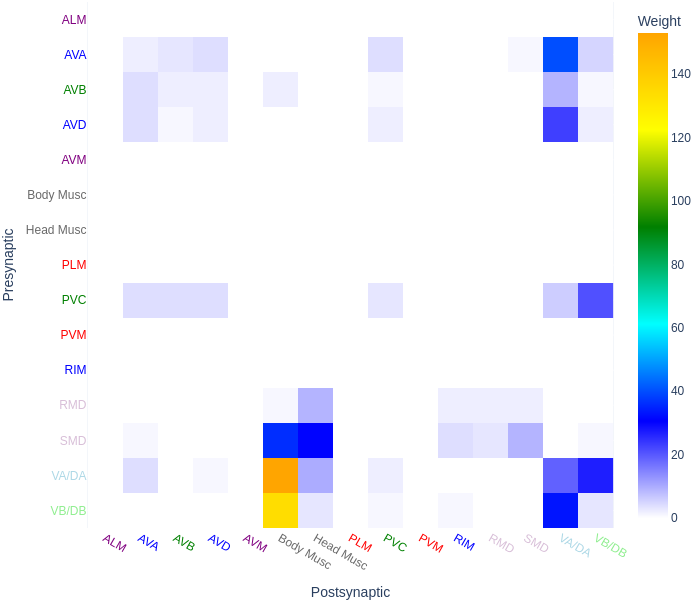 Weight
ALM
AVA
AVB
AVD
AVM
Body Musc
Head Musc
PLM
PVC
PVM
RIM
RMD
SMD
VA/DA
VB/DB
Presynaptic
140
120
100
80
60
40
20
0
ALM
AVA
AVB
AVD
AVM
Body Musc
Head Musc
PLM
PVC
PVM
RIM
RMD
SMD
VA/DA
VB/DB
Postsynaptic